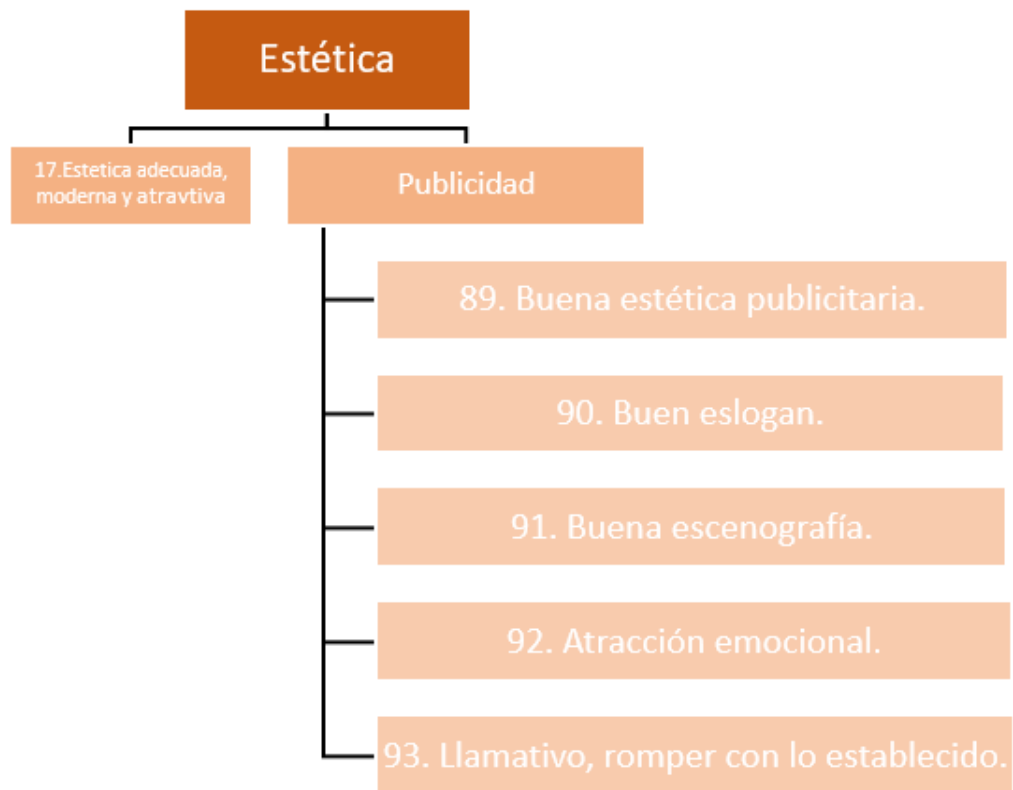 Estética
17.Estetica adecuada,
moderna y atravtiva
Publicidad
89. Buena estética publicitaria.
90. Buen eslogan.
91. Buena escenografía.
92. Atracción emocional.
93. Llamativo, romper con lo establecido.